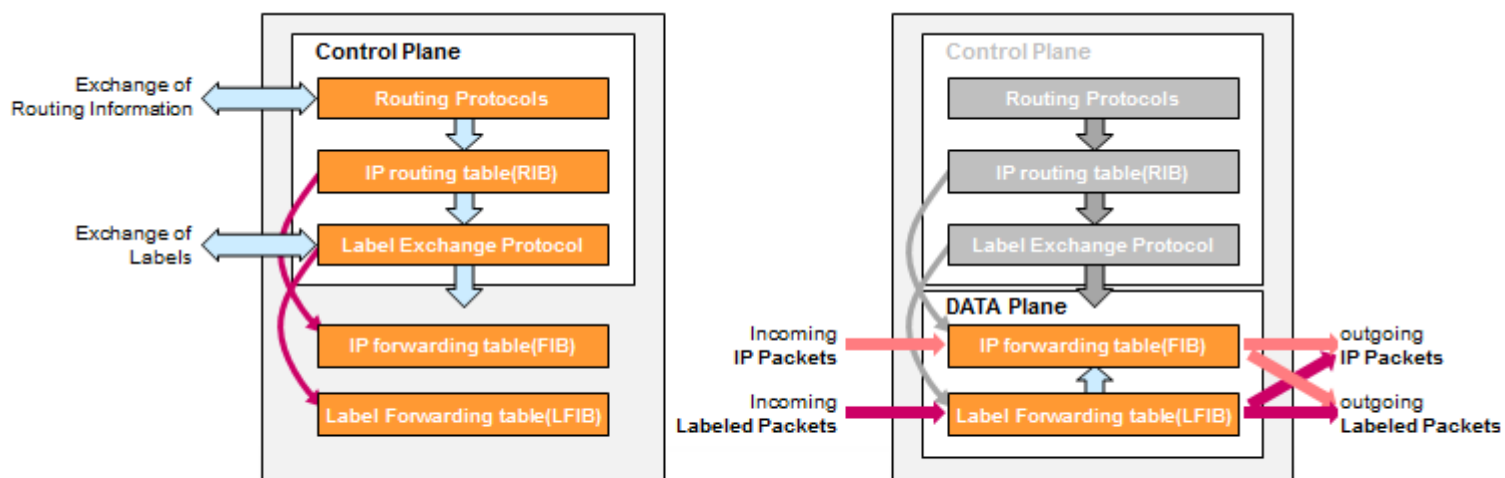 Control Plane
Exchange of
Routing Information
Routing Protocols
IP routing table(RIB)
Exchange of
Labels
Label Exchange Protocol
IP forwarding table(FIB)
Label Forwarding table(LFIB)
Control Plane
Routing Protocols
IP routing table(RIB)
Label Exchange Protocol
DATA Plane
Incoming
IP Packets
IP forwarding table(FIB)
outgoing
IP Packets
Incoming
Labeled Packets
Label Forwarding table(LFIB)
outgoing
Labeled Packets